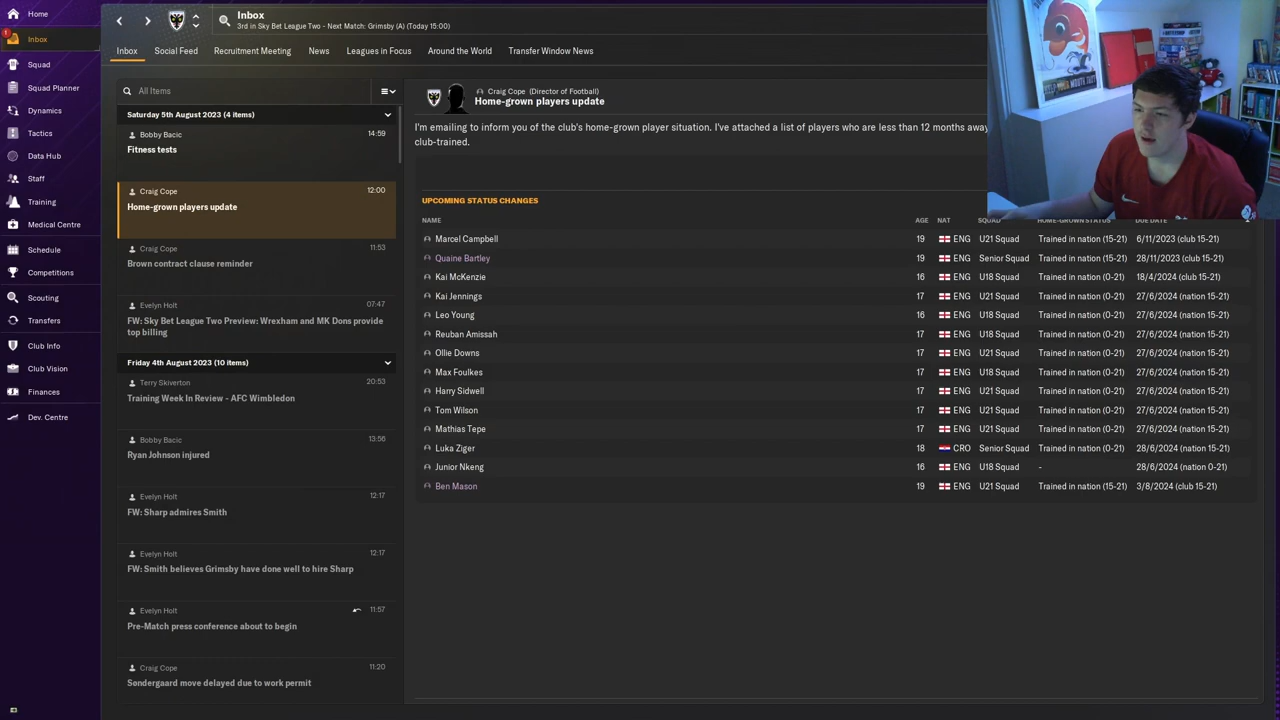 Home
Inbox
3rd in Sky Bet League Two - Next Match: Grimsby (A) (Today 15:00)
1
Inbox
Squad
Squad Planner
Dynamics
Tactics
Data Hub
Staff
Training
Medical Centre
Schedule
Competitions
Scouting
Transfers
Club Info
Club Vision
Finances
Dev. Centre
Inbox
Social Feed
Recruitment Meeting
News
Leagues in Focus
Around the World
Transfer Window News
All Items
Saturday 5th August 2023 (4 items)
Bobby Bacic 14:59
Fitness tests
Craig Cope 12:00
Home-grown players update
Craig Cope 11:53
Brown contract clause reminder
Evelyn Holt 07:47
FW: Sky Bet League Two Preview: Wrexham and MK Dons provide
top billing
Friday 4th August 2023 (10 items)
Terry Skiverton 20:53
Training Week In Review - AFC Wimbledon
Bobby Bacic 13:56
Ryan Johnson injured
Evelyn Holt 12:17
FW: Sharp admires Smith
Evelyn Holt 12:17
FW: Smith believes Grimsby have done well to hire Sharp
Evelyn Holt 11:57
Pre-Match press conference about to begin
Craig Cope 11:20
Søndergaard move delayed due to work permit
Craig Cope (Director of Football)
Home-grown players update
I'm emailing to inform you of the club's home-grown player situation. I've attached a list of players who are less than 12 months away
club-trained.
UPCOMING STATUS CHANGES
NAME AGE NAT SQUAD HOME-GROWN STATUS DUE DATE
Marcel Campbell 19 ENG U21 Squad Trained in nation (15-21) 6/11/2023 (club 15-21)
Quaine Bartley 19 ENG Senior Squad Trained in nation (15-21) 28/11/2023 (club 15-21)
Kai McKenzie 16 ENG U18 Squad Trained in nation (0-21) 18/4/2024 (club 15-21)
Kai Jennings 17 ENG U21 Squad Trained in nation (0-21) 27/6/2024 (nation 15-21)
Leo Young 16 ENG U18 Squad Trained in nation (0-21) 27/6/2024 (nation 15-21)
Reuban Amissah 17 ENG U18 Squad Trained in nation (0-21) 27/6/2024 (nation 15-21)
Ollie Downs 17 ENG U21 Squad Trained in nation (0-21) 27/6/2024 (nation 15-21)
Max Foulkes 17 ENG U18 Squad Trained in nation (0-21) 27/6/2024 (nation 15-21)
Harry Sidwell 17 ENG U21 Squad Trained in nation (0-21) 27/6/2024 (nation 15-21)
Tom Wilson 17 ENG U21 Squad Trained in nation (0-21) 27/6/2024 (nation 15-21)
Mathias Tepe 17 ENG U21 Squad Trained in nation (0-21) 27/6/2024 (nation 15-21)
Luka Ziger 18 CRO Senior Squad Trained in nation (0-21) 28/6/2024 (nation 15-21)
Junior Nkeng 16 ENG U18 Squad - 28/6/2024 (nation 0-21)
Ben Mason 19 ENG U21 Squad Trained in nation (15-21) 3/8/2024 (club 15-21)